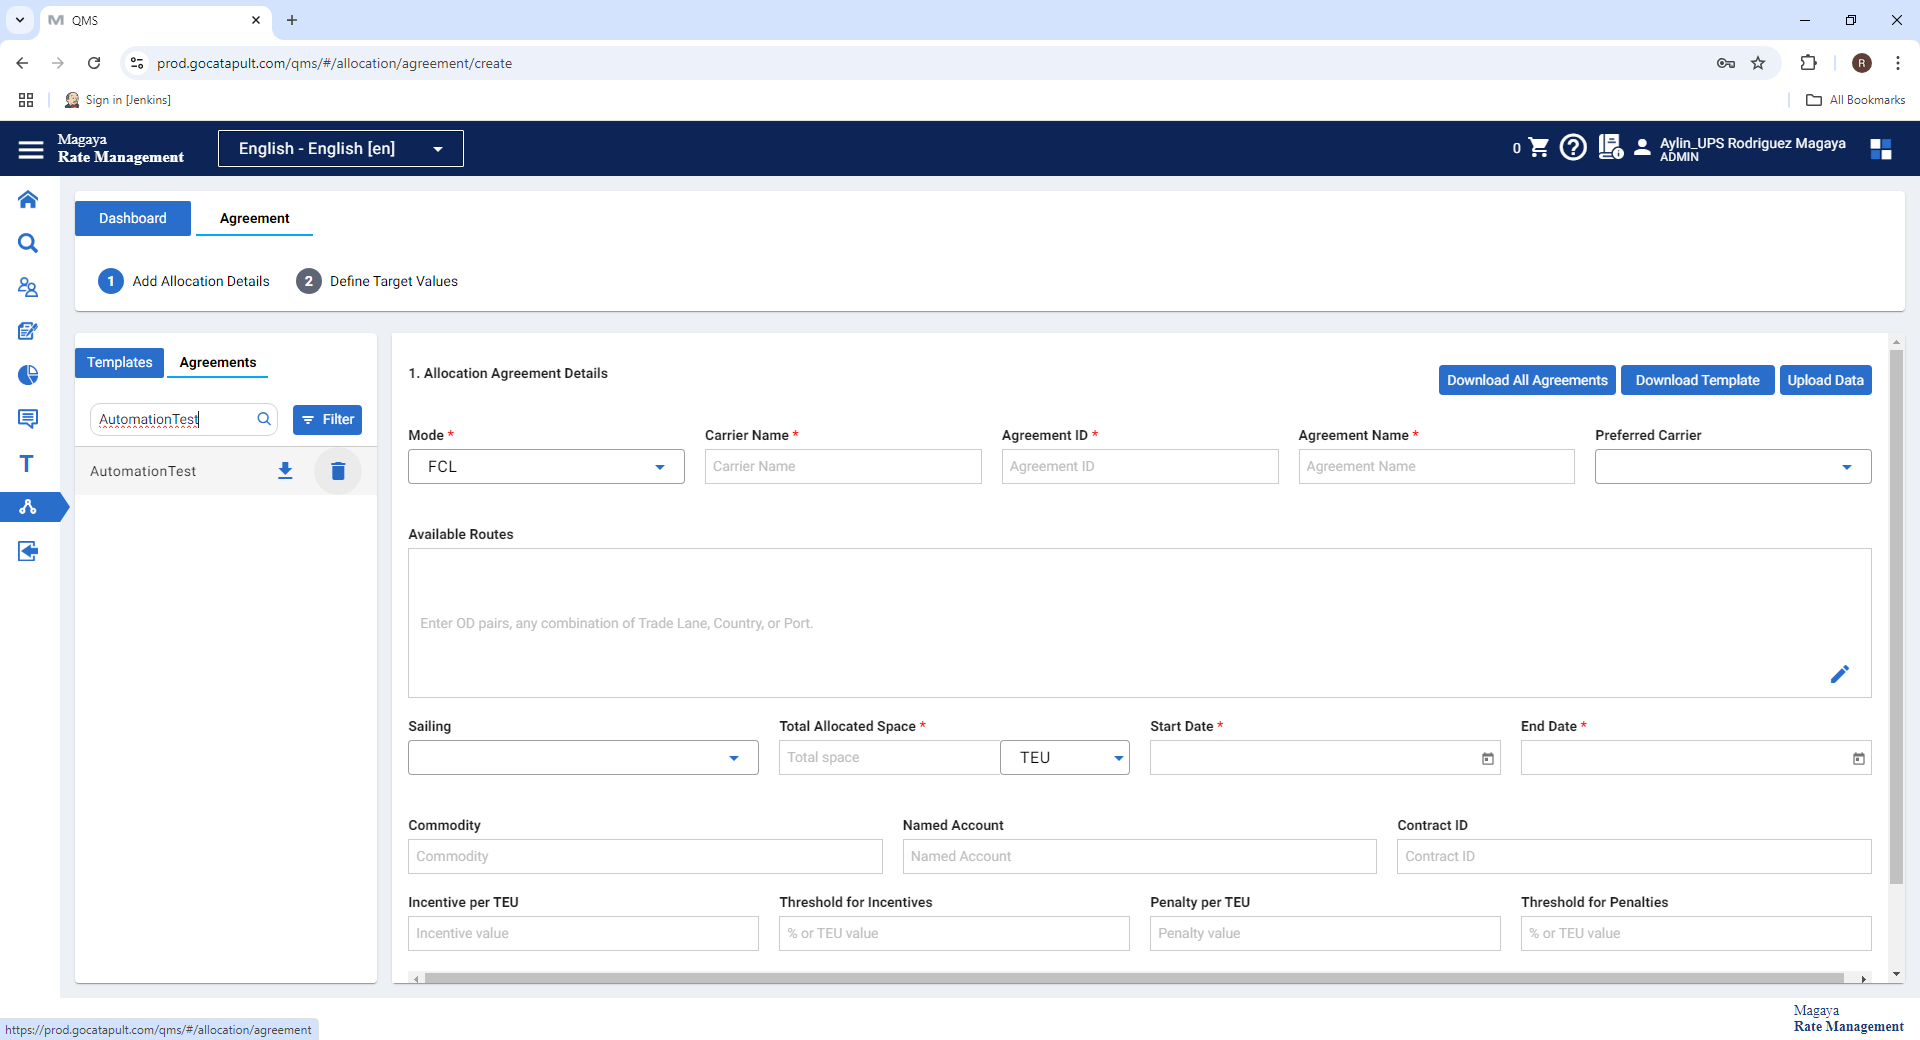 QMS
prod.gocatapult.com/qms/#/allocation/agreement/create
R
Sign in [Jenkins]
All Bookmarks
Magaya
Rate Management
English - English [en]
0
Aylin_UPS Rodriguez Magaya
ADMIN
Dashboard
Agreement
1 Add Allocation Details
2 Define Target Values
Templates
Agreements
AutomationTest
Filter
AutomationTest
T
1. Allocation Agreement Details
Download All Agreements
Download Template
Upload Data
Mode *
Carrier Name *
Agreement ID *
Agreement Name *
Preferred Carrier
FCL
Carrier Name
Agreement ID
Agreement Name
Available Routes
Enter OD pairs, any combination of Trade Lane, Country, or Port.
Sailing
Total Allocated Space *
Start Date *
End Date *
Total space
TEU
Commodity
Named Account
Contract ID
Commodity
Named Account
Contract ID
Incentive per TEU
Threshold for Incentives
Penalty per TEU
Threshold for Penalties
Incentive value
% or TEU value
Penalty value
% or TEU value
Magaya
Rate Management
https://prod.gocatapult.com/qms/#/allocation/agreement